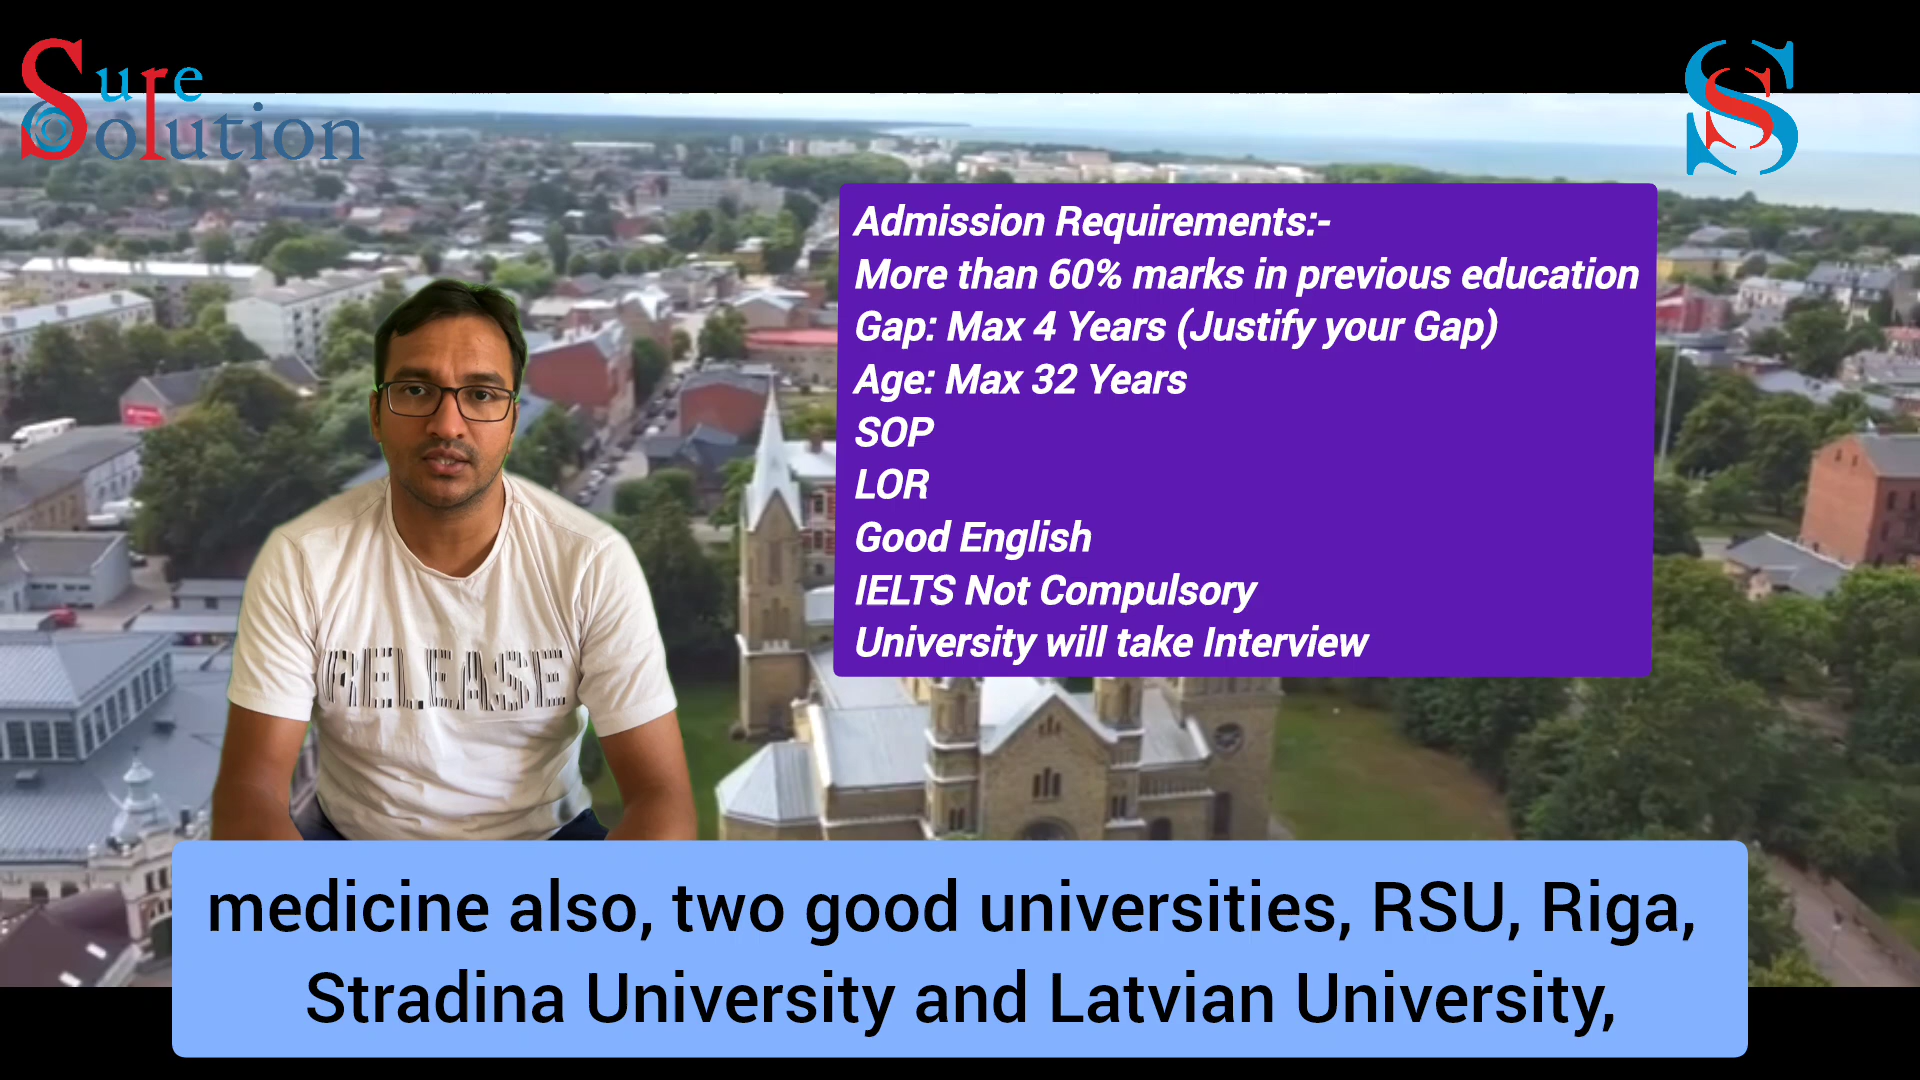 Sure
Solution
SS
Admission Requirements:-
More than 60% marks in previous education
Gap: Max 4 Years (Justify your Gap)
Age: Max 32 Years
SOP
LOR
Good English
IELTS Not Compulsory
University will take Interview
RELEASE
medicine also, two good universities, RSU, Riga,
Stradina University and Latvian University,